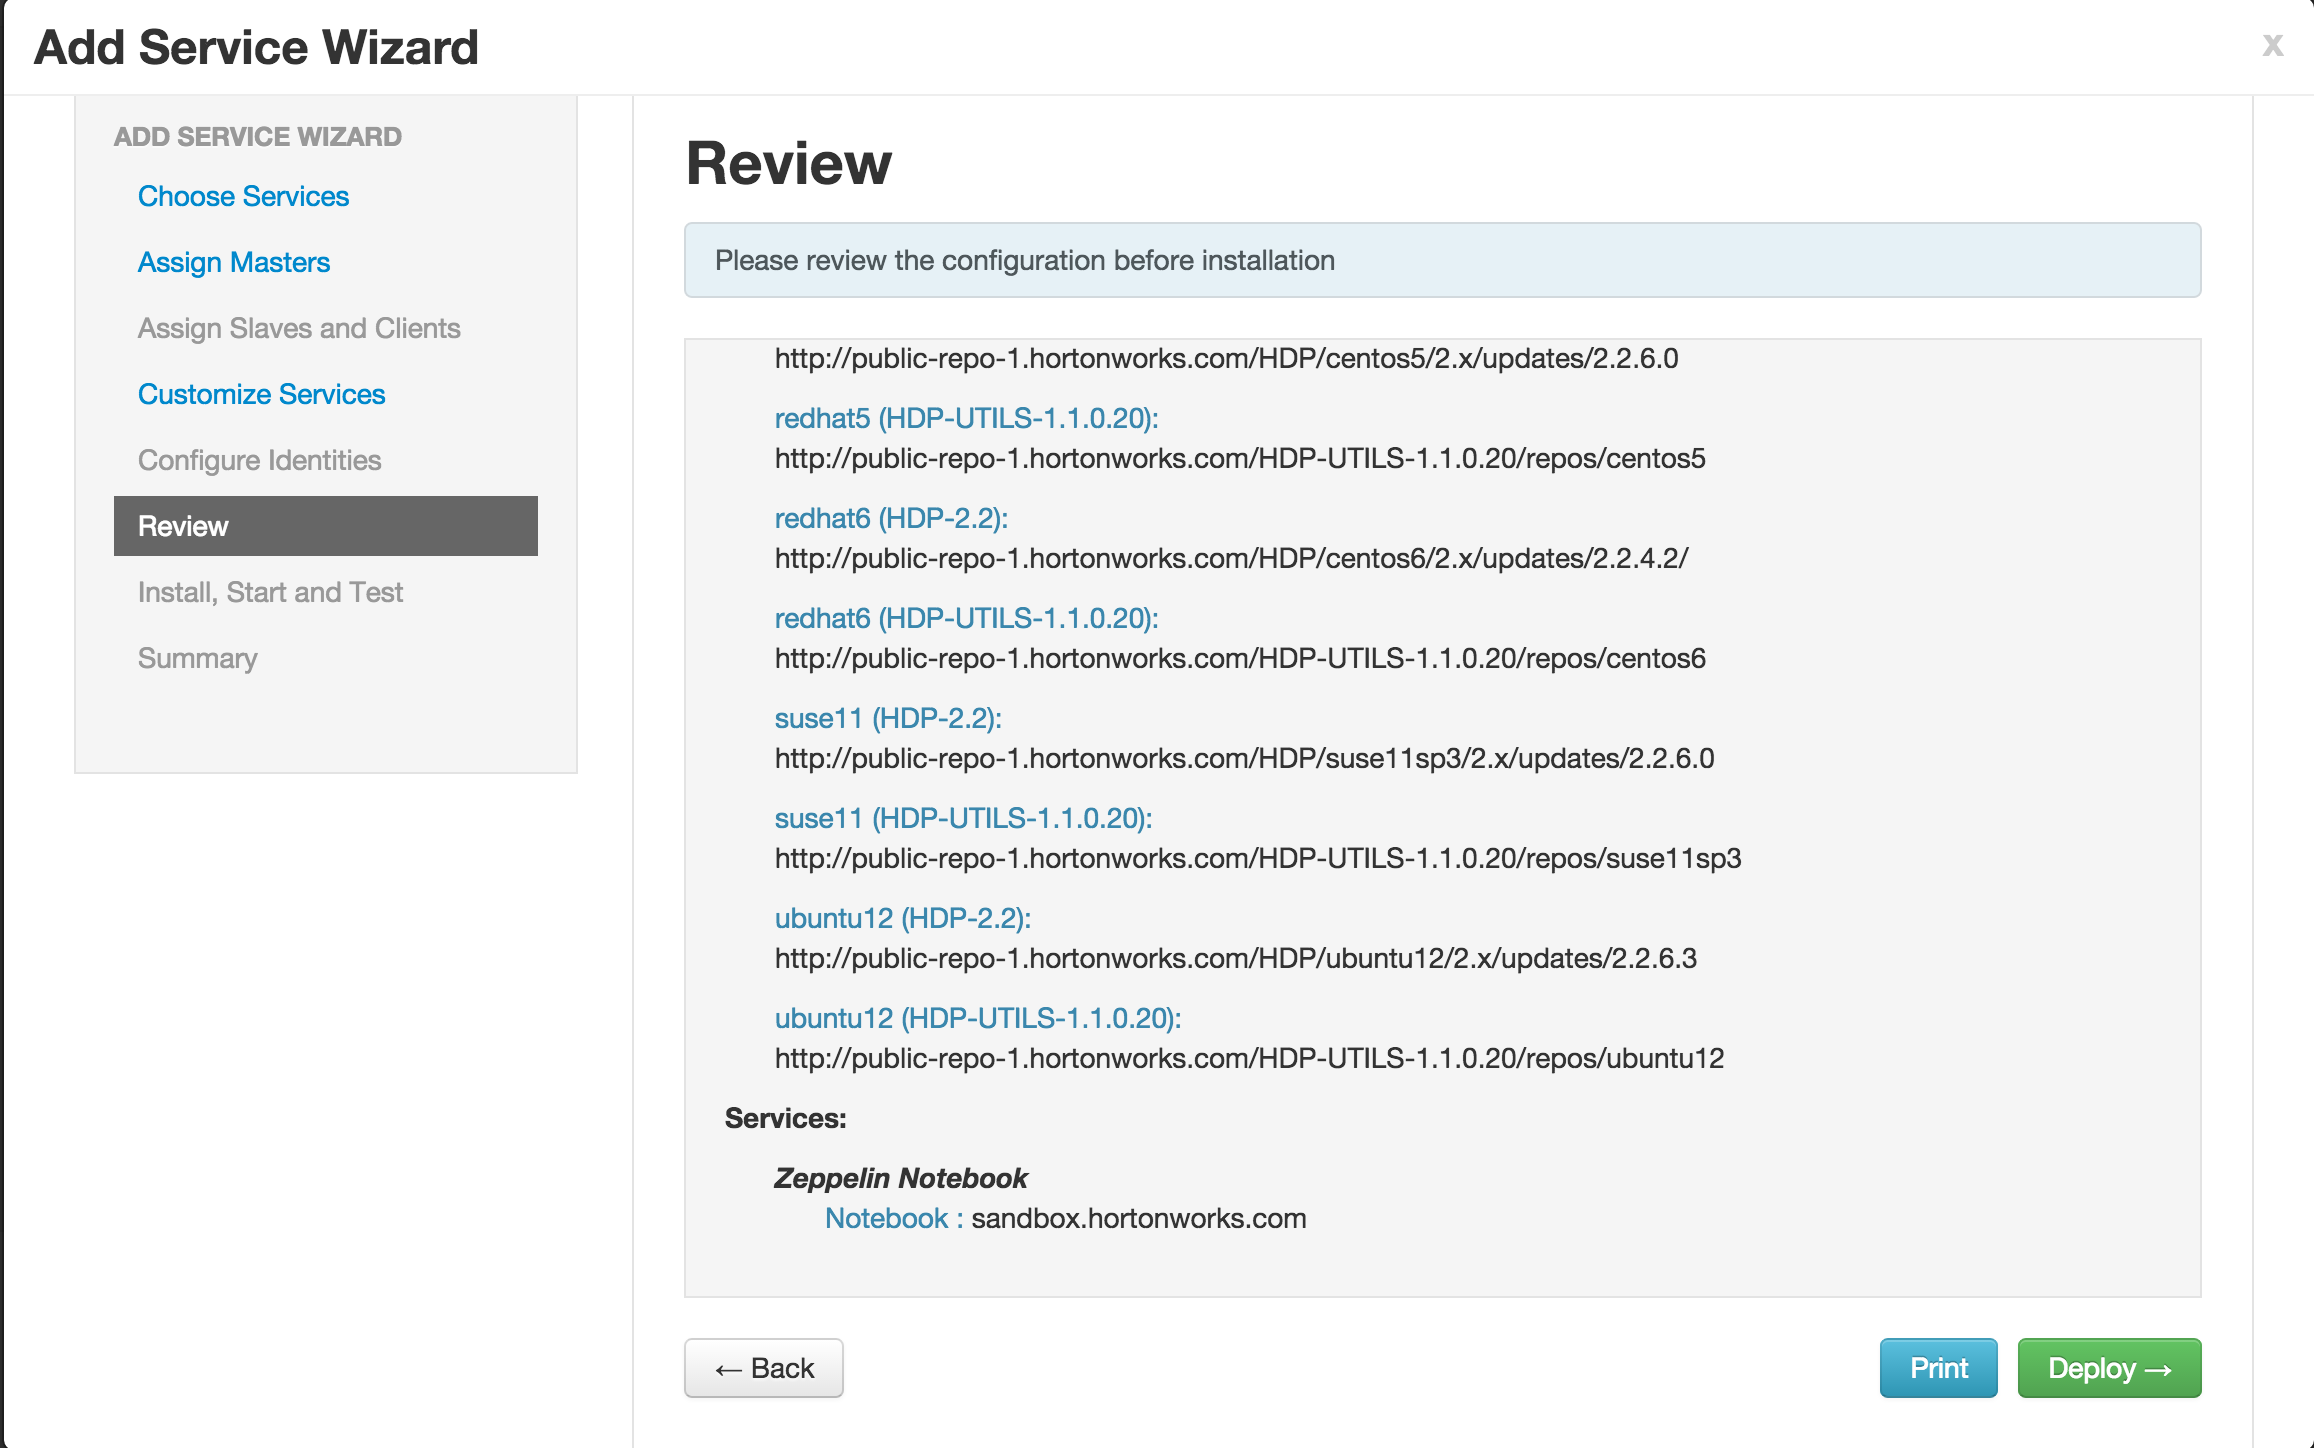 Add Service Wizard
x
ADD SERVICE WIZARD
Choose Services
Assign Masters
Assign Slaves and Clients
Customize Services
Configure Identities
Review
Install, Start and Test
Summary
Review
Please review the configuration before installation
http://public-repo-1.hortonworks.com/HDP/centos5/2.x/updates/2.2.6.0
redhat5 (HDP-UTILS-1.1.0.20):
http://public-repo-1.hortonworks.com/HDP-UTILS-1.1.0.20/repos/centos5
redhat6 (HDP-2.2):
http://public-repo-1.hortonworks.com/HDP/centos6/2.x/updates/2.2.4.2/
redhat6 (HDP-UTILS-1.1.0.20):
http://public-repo-1.hortonworks.com/HDP-UTILS-1.1.0.20/repos/centos6
suse11 (HDP-2.2):
http://public-repo-1.hortonworks.com/HDP/suse11sp3/2.x/updates/2.2.6.0
suse11 (HDP-UTILS-1.1.0.20):
http://public-repo-1.hortonworks.com/HDP-UTILS-1.1.0.20/repos/suse11sp3
ubuntu12 (HDP-2.2):
http://public-repo-1.hortonworks.com/HDP/ubuntu12/2.x/updates/2.2.6.3
ubuntu12 (HDP-UTILS-1.1.0.20):
http://public-repo-1.hortonworks.com/HDP-UTILS-1.1.0.20/repos/ubuntu12
Services:
Zeppelin Notebook
Notebook : sandbox.hortonworks.com
← Back
Print
Deploy →